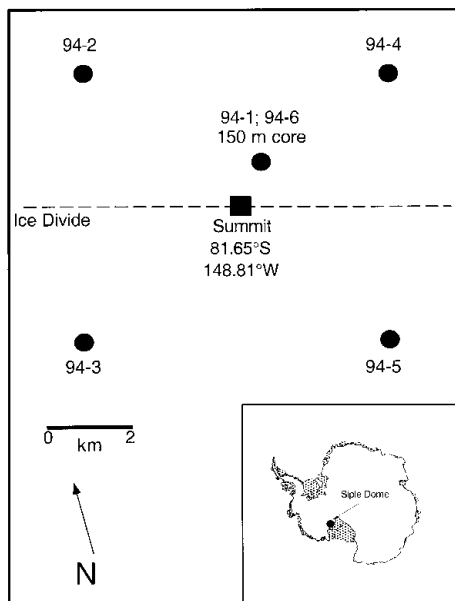 94-2
94-4
94-1; 94-6
150 m core
Ice Divide
Summit
81.65°S
148.81°W
94-3
94-5
0 2
km
N
Siple Dome